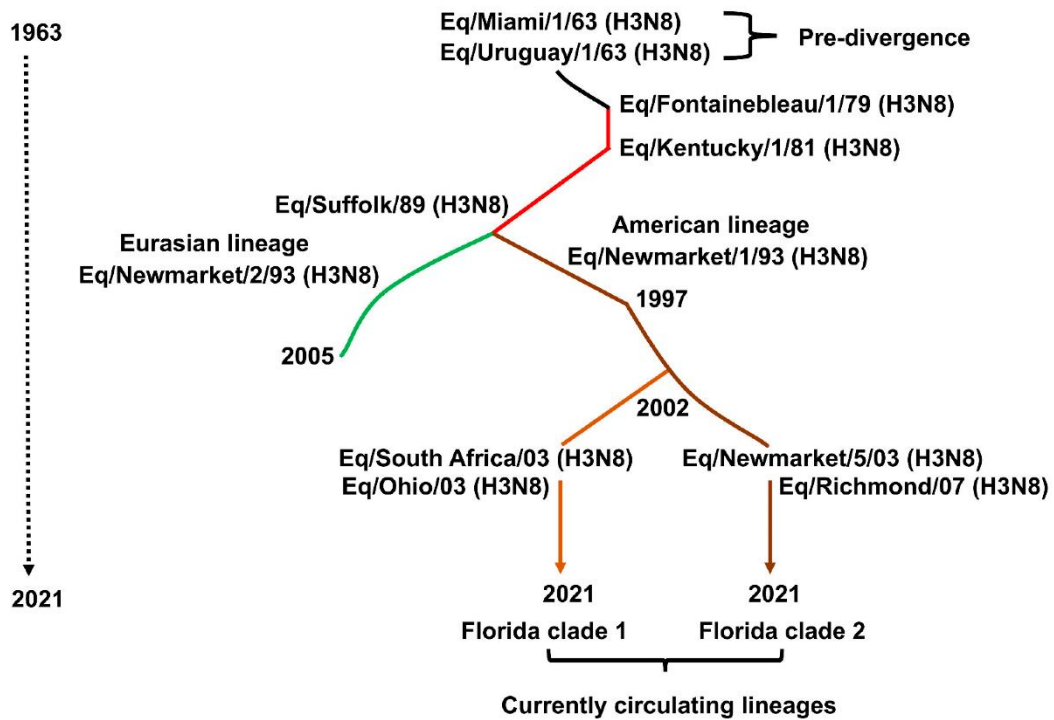 1963
Eq/Miami/1/63 (H3N8)
Eq/Uruguay/1/63 (H3N8)
Pre-divergence
Eq/Fontainebleau/1/79 (H3N8)
Eq/Kentucky/1/81 (H3N8)
Eq/Suffolk/89 (H3N8)
Eurasian lineage
Eq/Newmarket/2/93 (H3N8)
American lineage
Eq/Newmarket/1/93 (H3N8)
1997
2005
2002
Eq/South Africa/03 (H3N8)
Eq/Ohio/03 (H3N8)
Eq/Newmarket/5/03 (H3N8)
Eq/Richmond/07 (H3N8)
2021
2021
Florida clade 1
2021
Florida clade 2
Currently circulating lineages